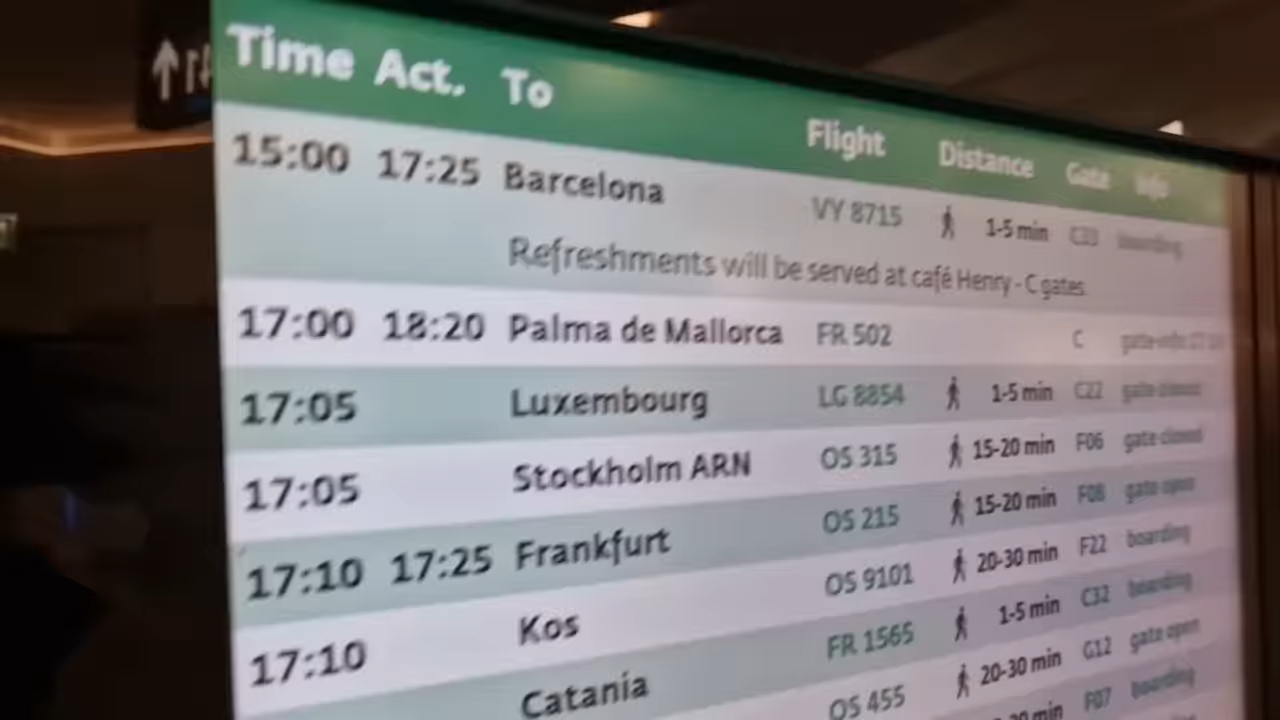 Time Act. To Flight Distance Gate Info
15:00 17:25 Barcelona VY 8715 1-5 min boarding
Refreshments will be served at café Henry - C gates
17:00 18:20 Palma de Mallorca FR 502 C
17:05 Luxembourg LG 8854 1-5 min C22 gate closed
17:05 Stockholm ARN OS 315 15-20 min F06 gate closed
17:10 17:25 Frankfurt OS 215 15-20 min F08 gate open
17:10 Kos OS 9101 20-30 min F22 boarding
Catania FR 1565 1-5 min C32 boarding
OS 455 20-30 min G12 gate open
min F07 boarding